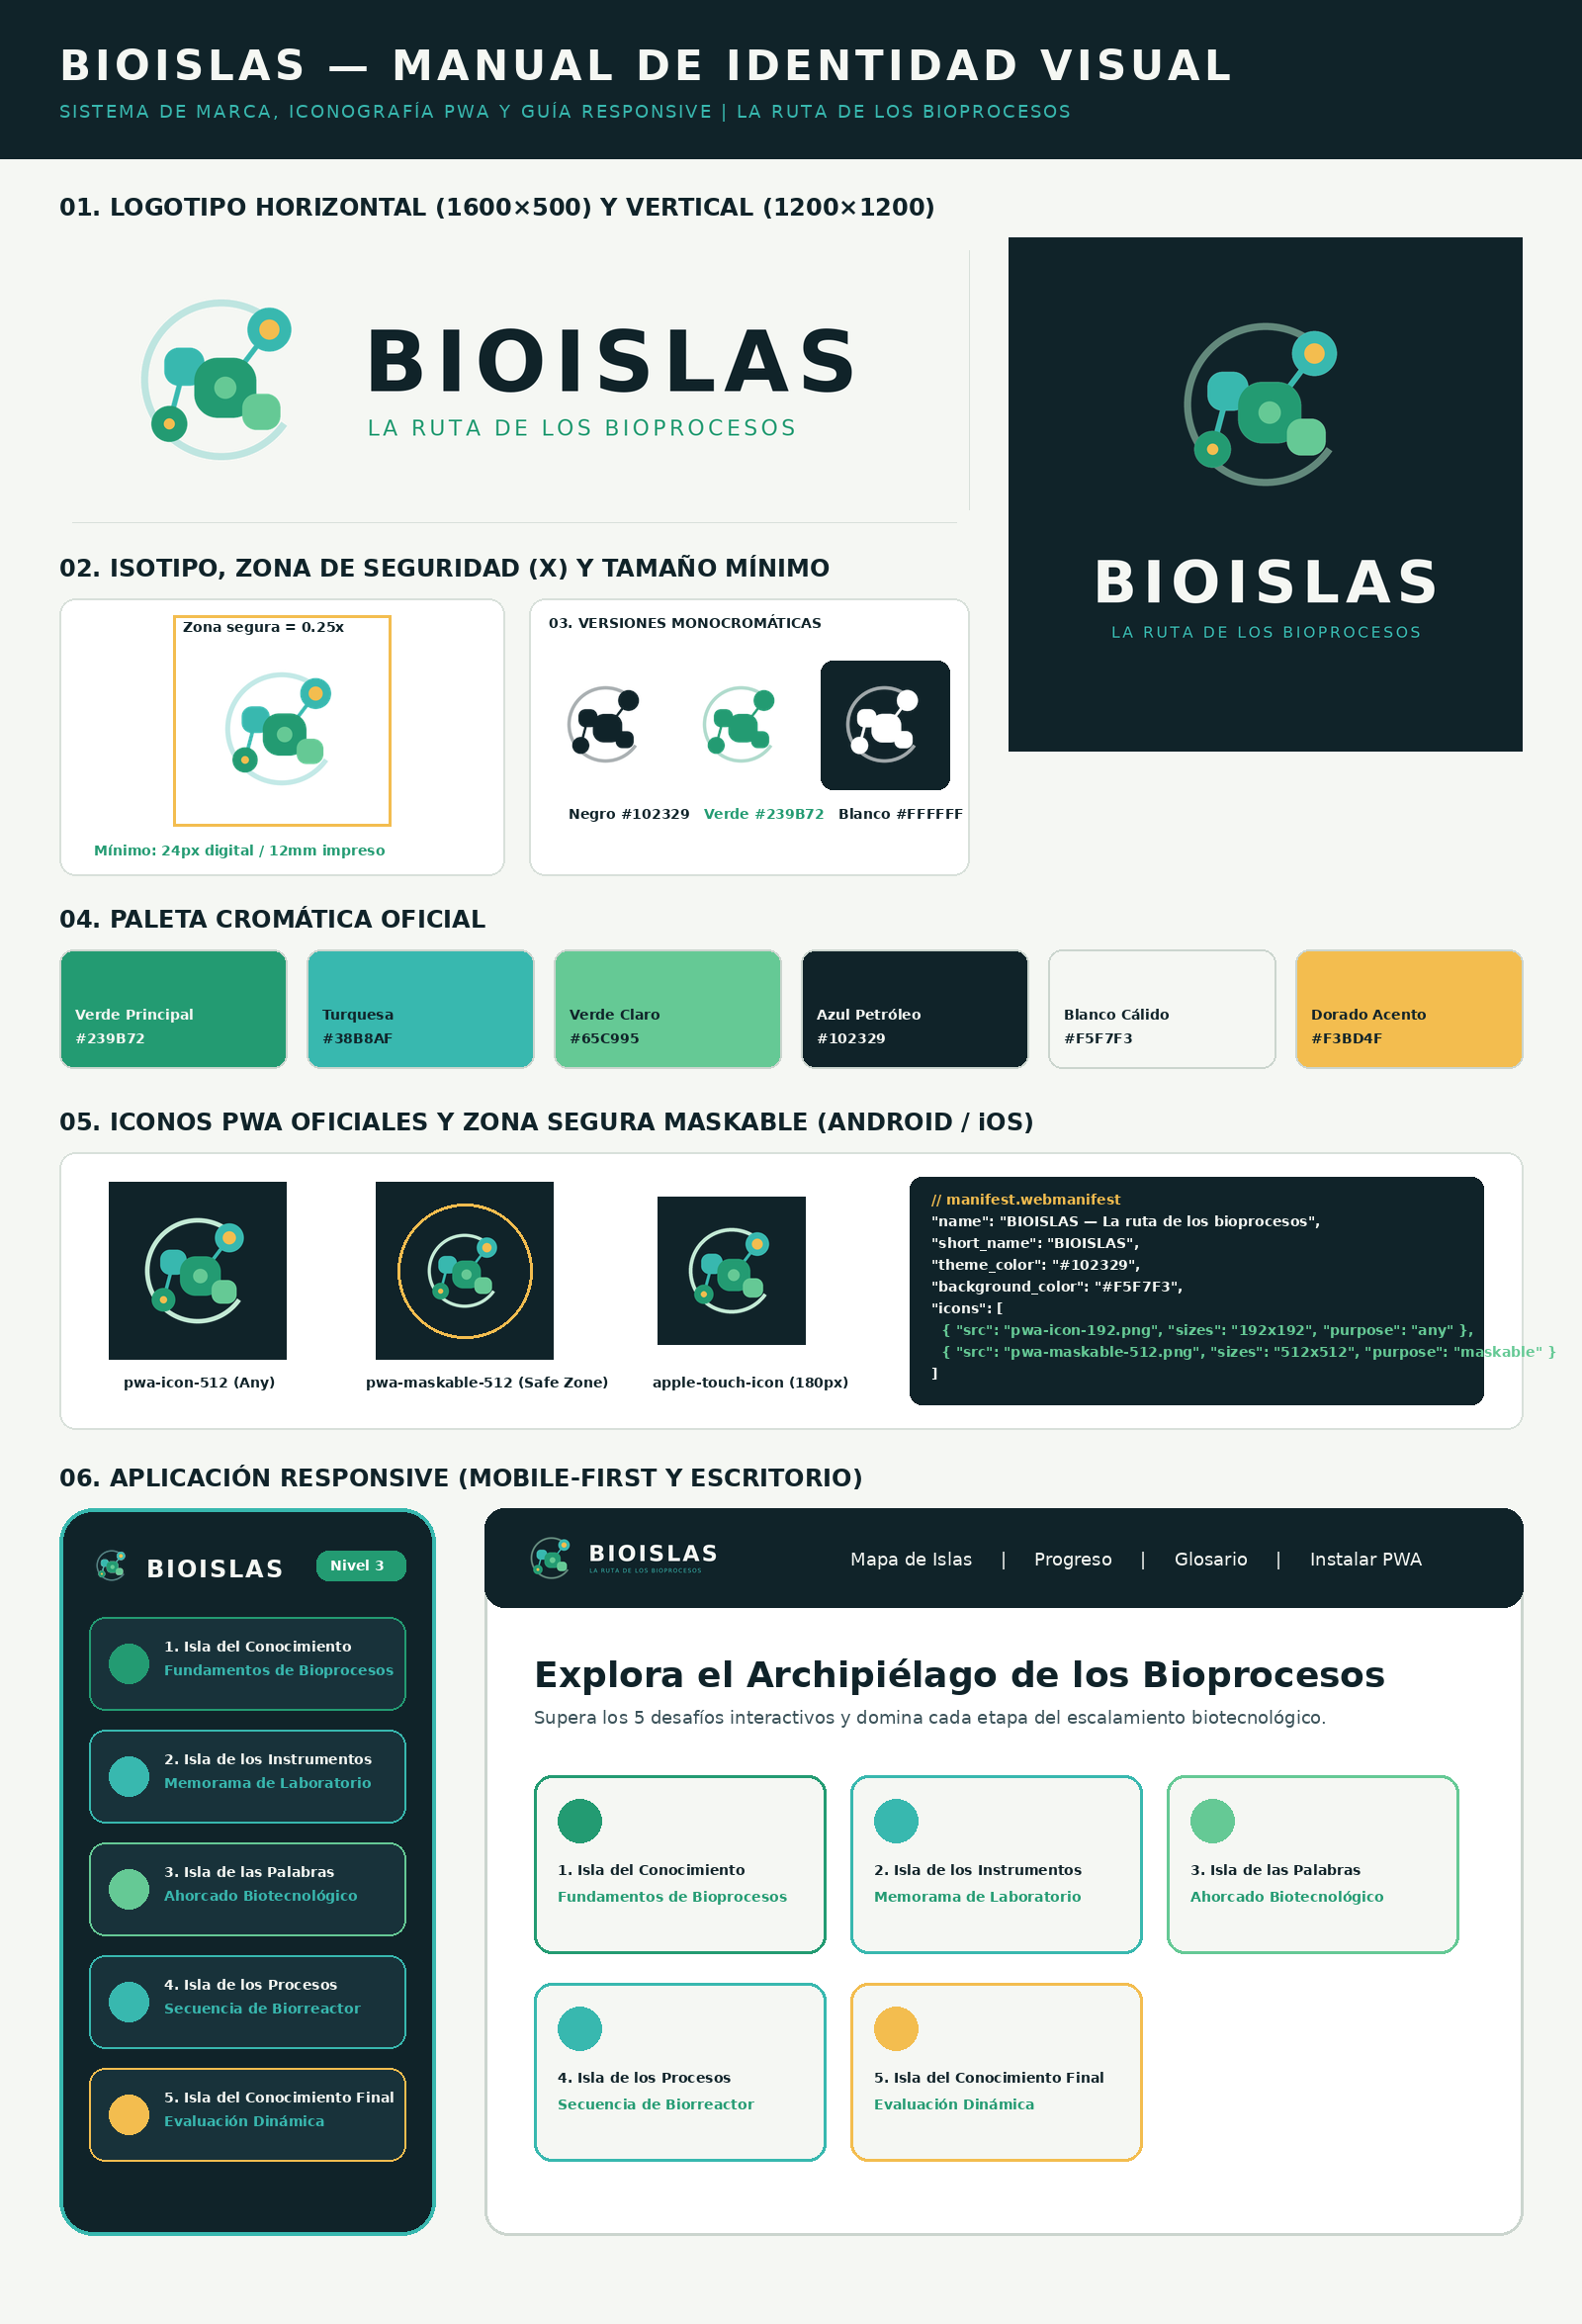 BIOISLAS — MANUAL DE IDENTIDAD VISUAL
SISTEMA DE MARCA, ICONOGRAFÍA PWA Y GUÍA RESPONSIVE | LA RUTA DE LOS BIOPROCESOS
01. LOGOTIPO HORIZONTAL (1600×500) Y VERTICAL (1200×1200)
BIOISLAS
LA RUTA DE LOS BIOPROCESOS
BIOISLAS
LA RUTA DE LOS BIOPROCESOS
02. ISOTIPO, ZONA DE SEGURIDAD (X) Y TAMAÑO MÍNIMO
Zona segura = 0.25x
Mínimo: 24px digital / 12mm impreso
03. VERSIONES MONOCROMÁTICAS
Negro #102329
Verde #239B72
Blanco #FFFFFF
04. PALETA CROMÁTICA OFICIAL
Verde Principal
#239B72
Turquesa
#38B8AF
Verde Claro
#65C995
Azul Petróleo
#102329
Blanco Cálido
#F5F7F3
Dorado Acento
#F3BD4F
05. ICONOS PWA OFICIALES Y ZONA SEGURA MASKABLE (ANDROID / iOS)
pwa-icon-512 (Any)
pwa-maskable-512 (Safe Zone)
apple-touch-icon (180px)
// manifest.webmanifest
"name": "BIOISLAS — La ruta de los bioprocesos",
"short_name": "BIOISLAS",
"theme_color": "#102329",
"background_color": "#F5F7F3",
"icons": [
{ "src": "pwa-icon-192.png", "sizes": "192x192", "purpose": "any" },
{ "src": "pwa-maskable-512.png", "sizes": "512x512", "purpose": "maskable" }
]
06. APLICACIÓN RESPONSIVE (MOBILE-FIRST Y ESCRITORIO)
BIOISLAS
Nivel 3
1. Isla del Conocimiento
Fundamentos de Bioprocesos
2. Isla de los Instrumentos
Memorama de Laboratorio
3. Isla de las Palabras
Ahorcado Biotecnológico
4. Isla de los Procesos
Secuencia de Biorreactor
5. Isla del Conocimiento Final
Evaluación Dinámica
BIOISLAS
LA RUTA DE LOS BIOPROCESOS
Mapa de Islas | Progreso | Glosario | Instalar PWA
Explora el Archipiélago de los Bioprocesos
Supera los 5 desafíos interactivos y domina cada etapa del escalamiento biotecnológico.
1. Isla del Conocimiento
Fundamentos de Bioprocesos
2. Isla de los Instrumentos
Memorama de Laboratorio
3. Isla de las Palabras
Ahorcado Biotecnológico
4. Isla de los Procesos
Secuencia de Biorreactor
5. Isla del Conocimiento Final
Evaluación Dinámica